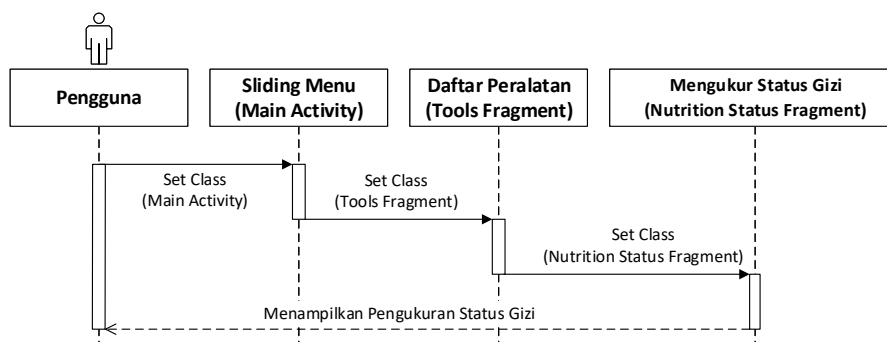 Pengguna
Sliding Menu
(Main Activity)
Daftar Peralatan
(Tools Fragment)
Mengukur Status Gizi
(Nutrition Status Fragment)
Set Class
(Main Activity)
Set Class
(Tools Fragment)
Set Class
(Nutrition Status Fragment)
Menampilkan Pengukuran Status Gizi